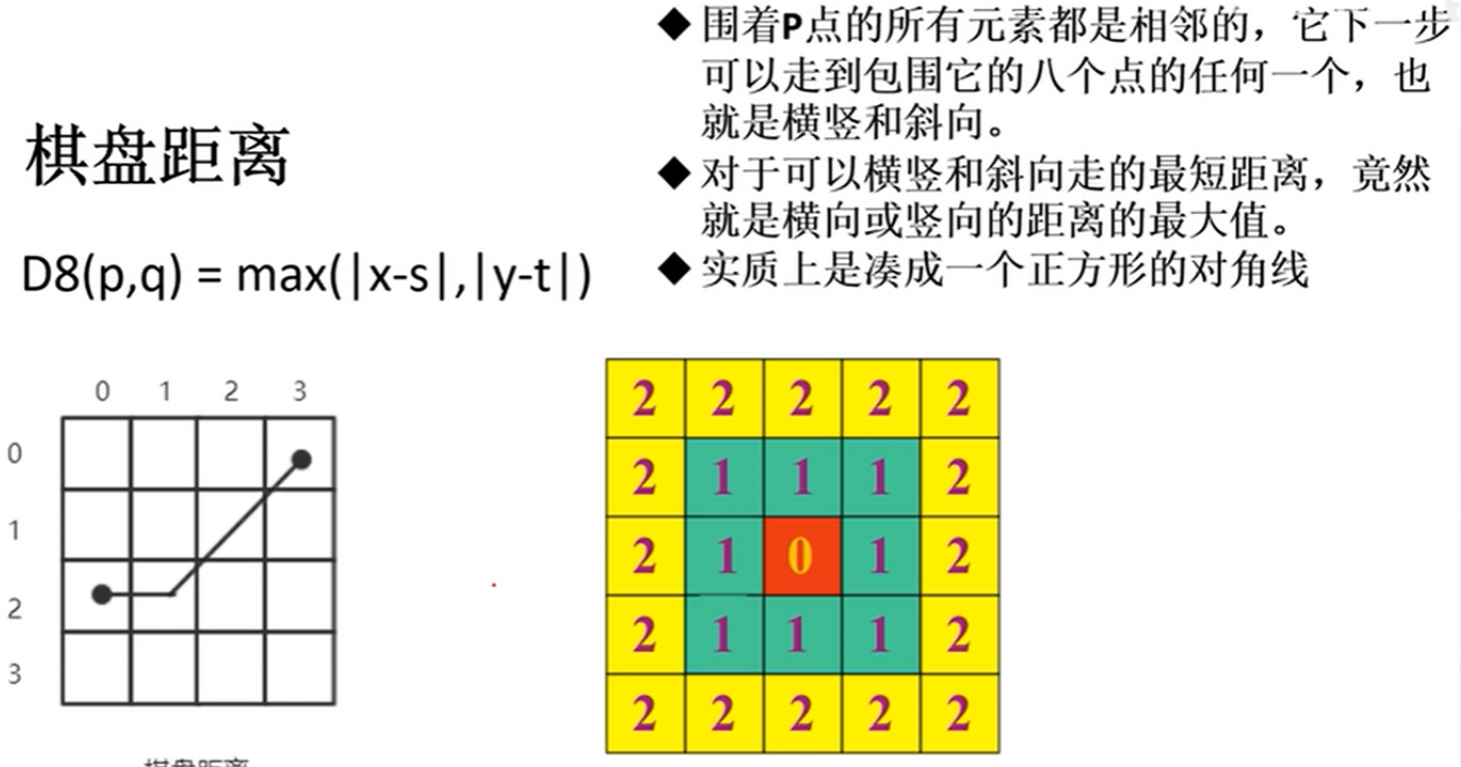 ◆ 围着P点的所有元素都是相邻的，它下一步
可以走到包围它的八个点的任何一个，也
就是横竖和斜向。
棋盘距离
◆ 对于可以横竖和斜向走的最短距离，竟然
就是横向或竖向的距离的最大值。
D8(p,q) = max(|x-s|,|y-t|)
◆ 实质上是凑成一个正方形的对角线
0 1 2 3
0
1
2
3
2 2 2 2 2
2 1 1 1 2
2 1 0 1 2
2 1 1 1 2
2 2 2 2 2
棋盘距离